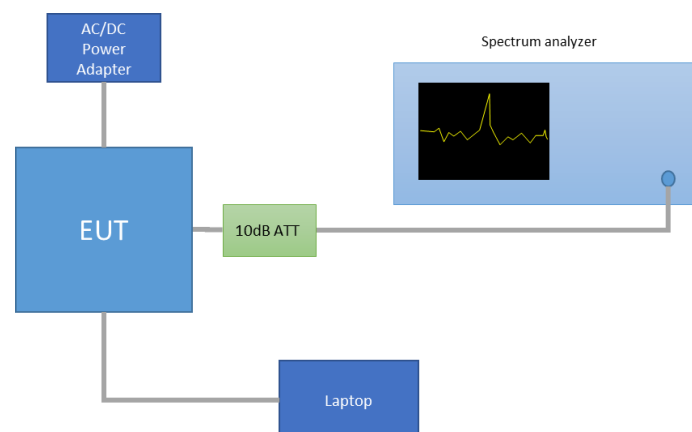 AC/DC
Power
Adapter
Spectrum analyzer
EUT
10dB ATT
Laptop